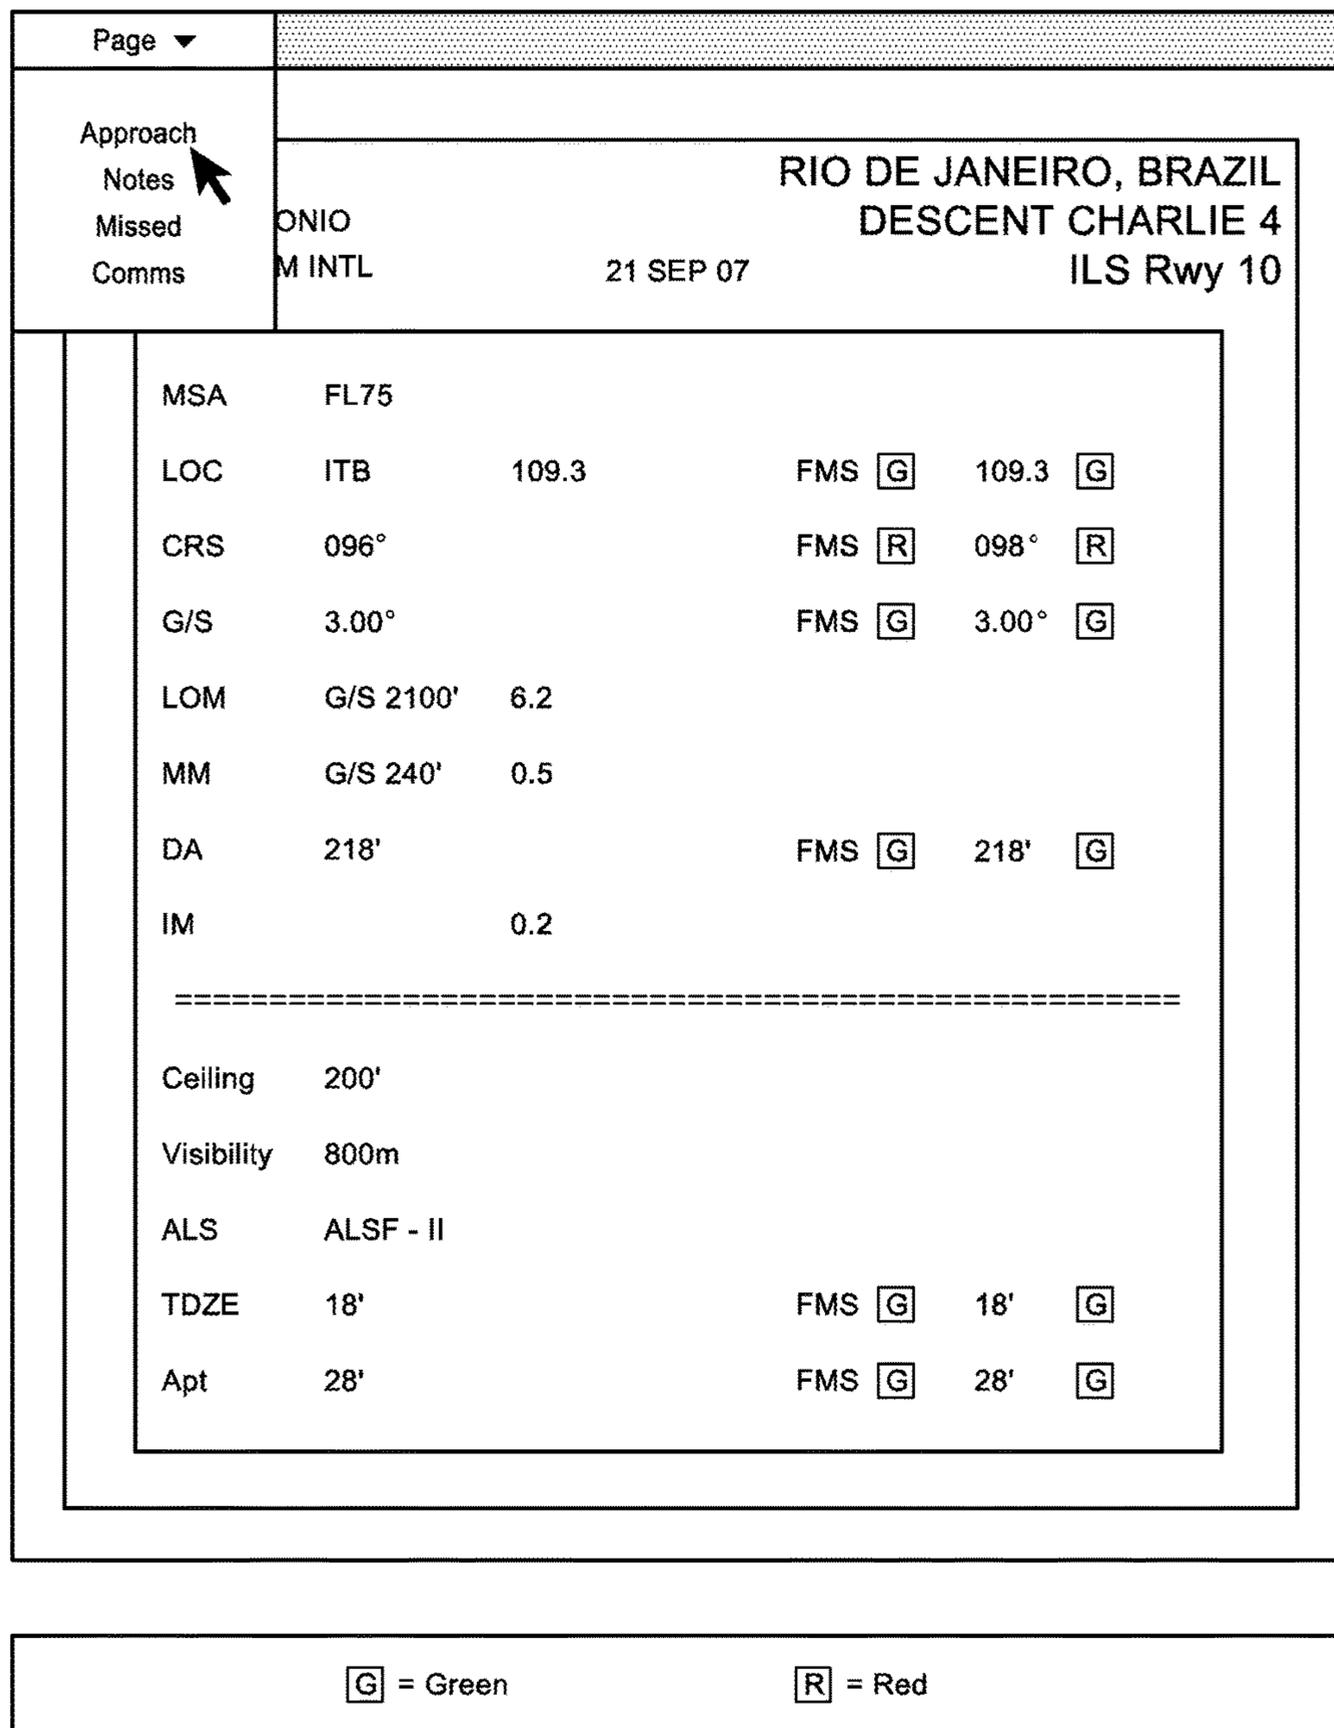 Page
Approach
Notes
Missed
Comms
RIO DE JANEIRO, BRAZIL
ONIO
DESCENT CHARLIE 4
M INTL 21 SEP 07 ILS Rwy 10
MSA FL75
LOC ITB 109.3 FMS G 109.3 G
CRS 096° FMS R 098° R
G/S 3.00° FMS G 3.00° G
LOM G/S 2100' 6.2
MM G/S 240' 0.5
DA 218' FMS G 218' G
IM 0.2
Ceiling 200'
Visibility 800m
ALS ALSF - II
TDZE 18' FMS G 18' G
Apt 28' FMS G 28' G
G = Green R = Red